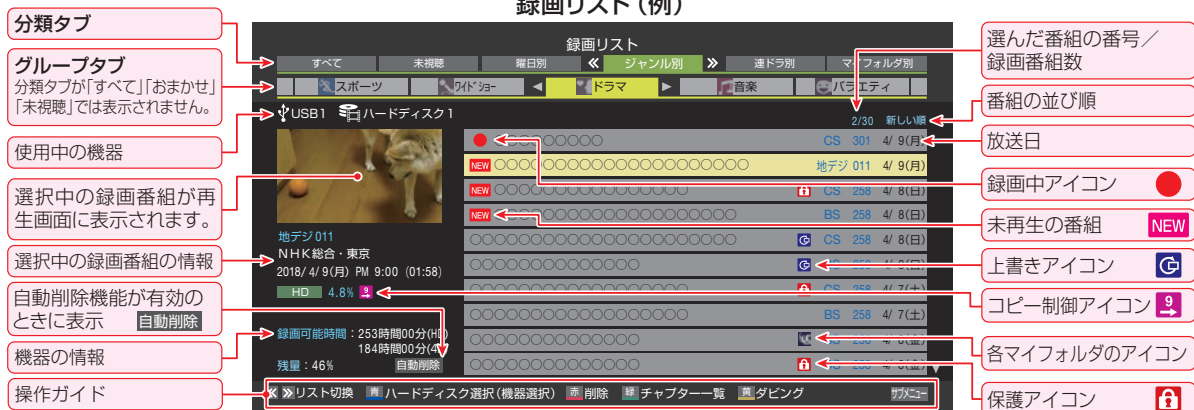 録画リスト（例）
分類タブ
グループタブ
分類タブが「すべて」「おまかせ」
「未視聴」では表示されません。
使用中の機器
選択中の録画番組が再
生画面に表示されます。
選択中の録画番組の情報
自動削除機能が有効の
ときに表示 自動削除
機器の情報
操作ガイド
録画リスト
すべて 未視聴 曜日別 ≪ ジャンル別 ≫ 連ドラ別 マイフォルダ別
スポーツ ワイドショー ◀ ドラマ ▶ 音楽 バラエティ
USB1 ハードディスク1
2/30 新しい順
○○○○○○○○○ CS 301 4/ 9(月)
NEW ○○○○○○○○○○○○○○○○○○○○○ 地デジ 011 4/ 9(月)
NEW ○○○○○○○○○○○○○○○○ CS 258 4/ 8(日)
NEW ○○○○○○○○○○○○○○○○○○○○ BS 258 4/ 8(日)
○○○○○○○○○○○○○○○○○○○○○○ CS 258 4/ 8(日)
○○○○○○○○○○○○○○
○○○○○○○○○○○○○○ CS 258 4/ 7(土)
○○○○○○○○○○○○○○○○○○ BS 258 4/ 7(土)
○○○○○○○○○○○○○○
○○○○○○○○○○○○○○
地デジ011
NHK総合・東京
2018/ 4/ 9(月) PM 9:00 (01:58)
HD 4.8% 9
録画可能時間：253時間00分(HD)
184時間00分(4
残量：46% 自動削除
≪ ≫リスト切換 青 ハードディスク選択(機器選択) 赤 削除 緑 チャプター一覧 黄 ダビング サブメニュー
選んだ番組の番号／
録画番組数
番組の並び順
放送日
録画中アイコン
未再生の番組 NEW
上書きアイコン
コピー制御アイコン 9
各マイフォルダのアイコン
保護アイコン